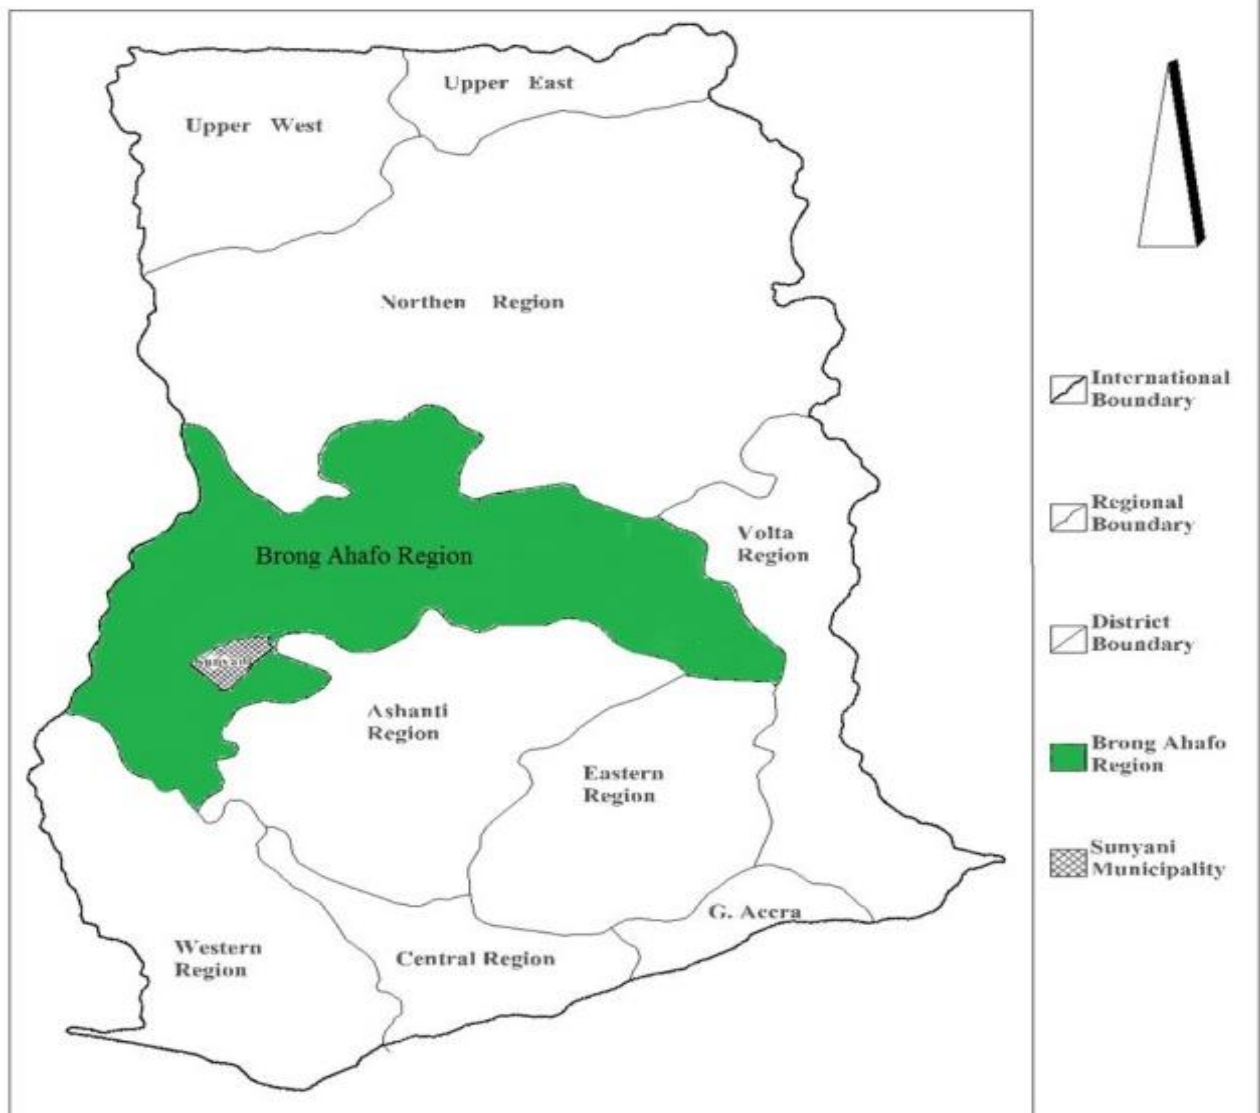 Upper East
Upper West
Northen Region
Volta
Region
Brong Ahafo Region
Sunyani
Ashanti
Region
Eastern
Region
G. Accra
Western
Region
Central Region
International
Boundary
Regional
Boundary
District
Boundary
Brong Ahafo
Region
Sunyani
Municipality